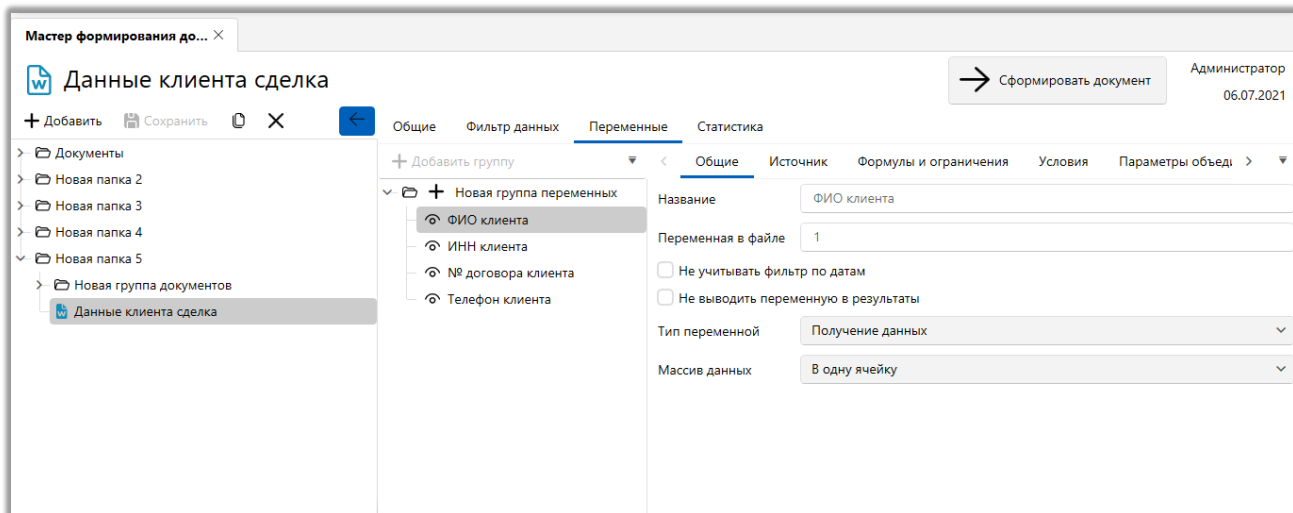 Мастер формирования до...
Данные клиента сделка
Сформировать документ
Администратор
06.07.2021
Добавить Сохранить
Общие Фильтр данных Переменные Статистика
Документы
Новая папка 2
Новая папка 3
Новая папка 4
Новая папка 5
Новая группа документов
Данные клиента сделка
Добавить группу
Новая группа переменных
ФИО клиента
ИНН клиента
№ договора клиента
Телефон клиента
Общие Источник Формулы и ограничения Условия Параметры объеди
Название ФИО клиента
Переменная в файле 1
Не учитывать фильтр по датам
Не выводить переменную в результаты
Тип переменной Получение данных
Массив данных В одну ячейку